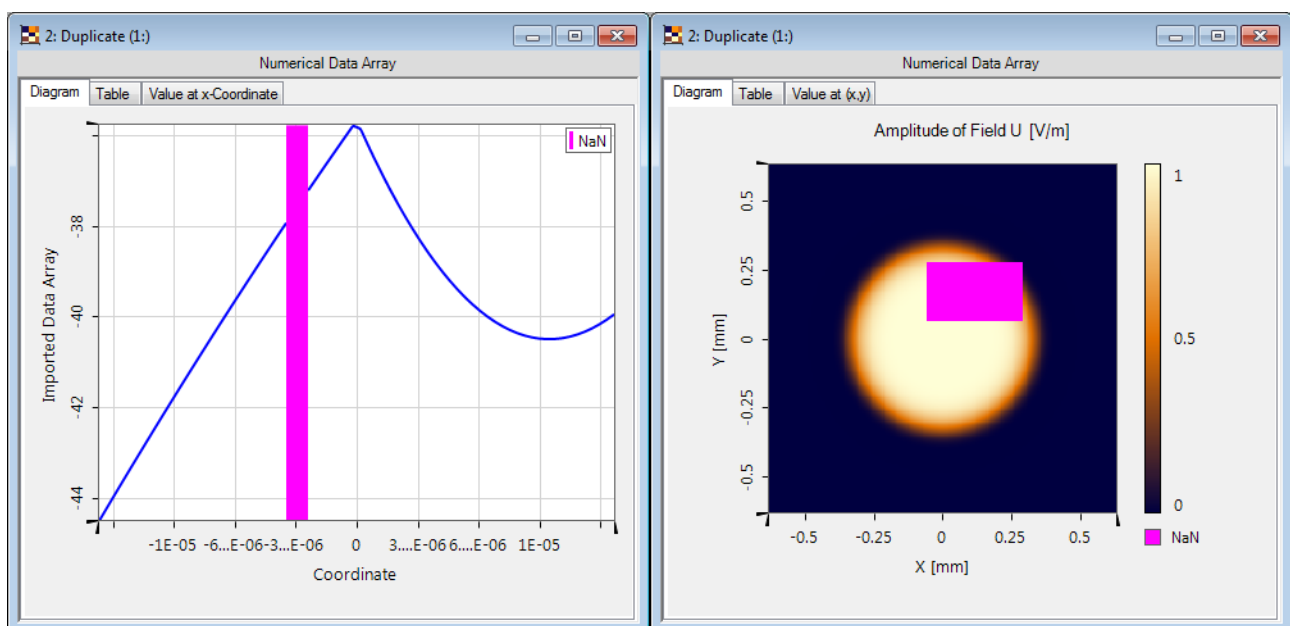 2: Duplicate (1:)
Numerical Data Array
Diagram Table Value at x-Coordinate
NaN
Imported Data Array
-38
-40
-42
-44
-1E-05 -6...E-06 -3...E-06 0 3....E-06 6....E-06 1E-05
Coordinate
2: Duplicate (1:)
Numerical Data Array
Diagram Table Value at (x,y)
Amplitude of Field U [V/m]
Y [mm]
0.5
0.25
0
-0.25
-0.5
-0.5 -0.25 0 0.25 0.5
X [mm]
1
0.5
0
NaN